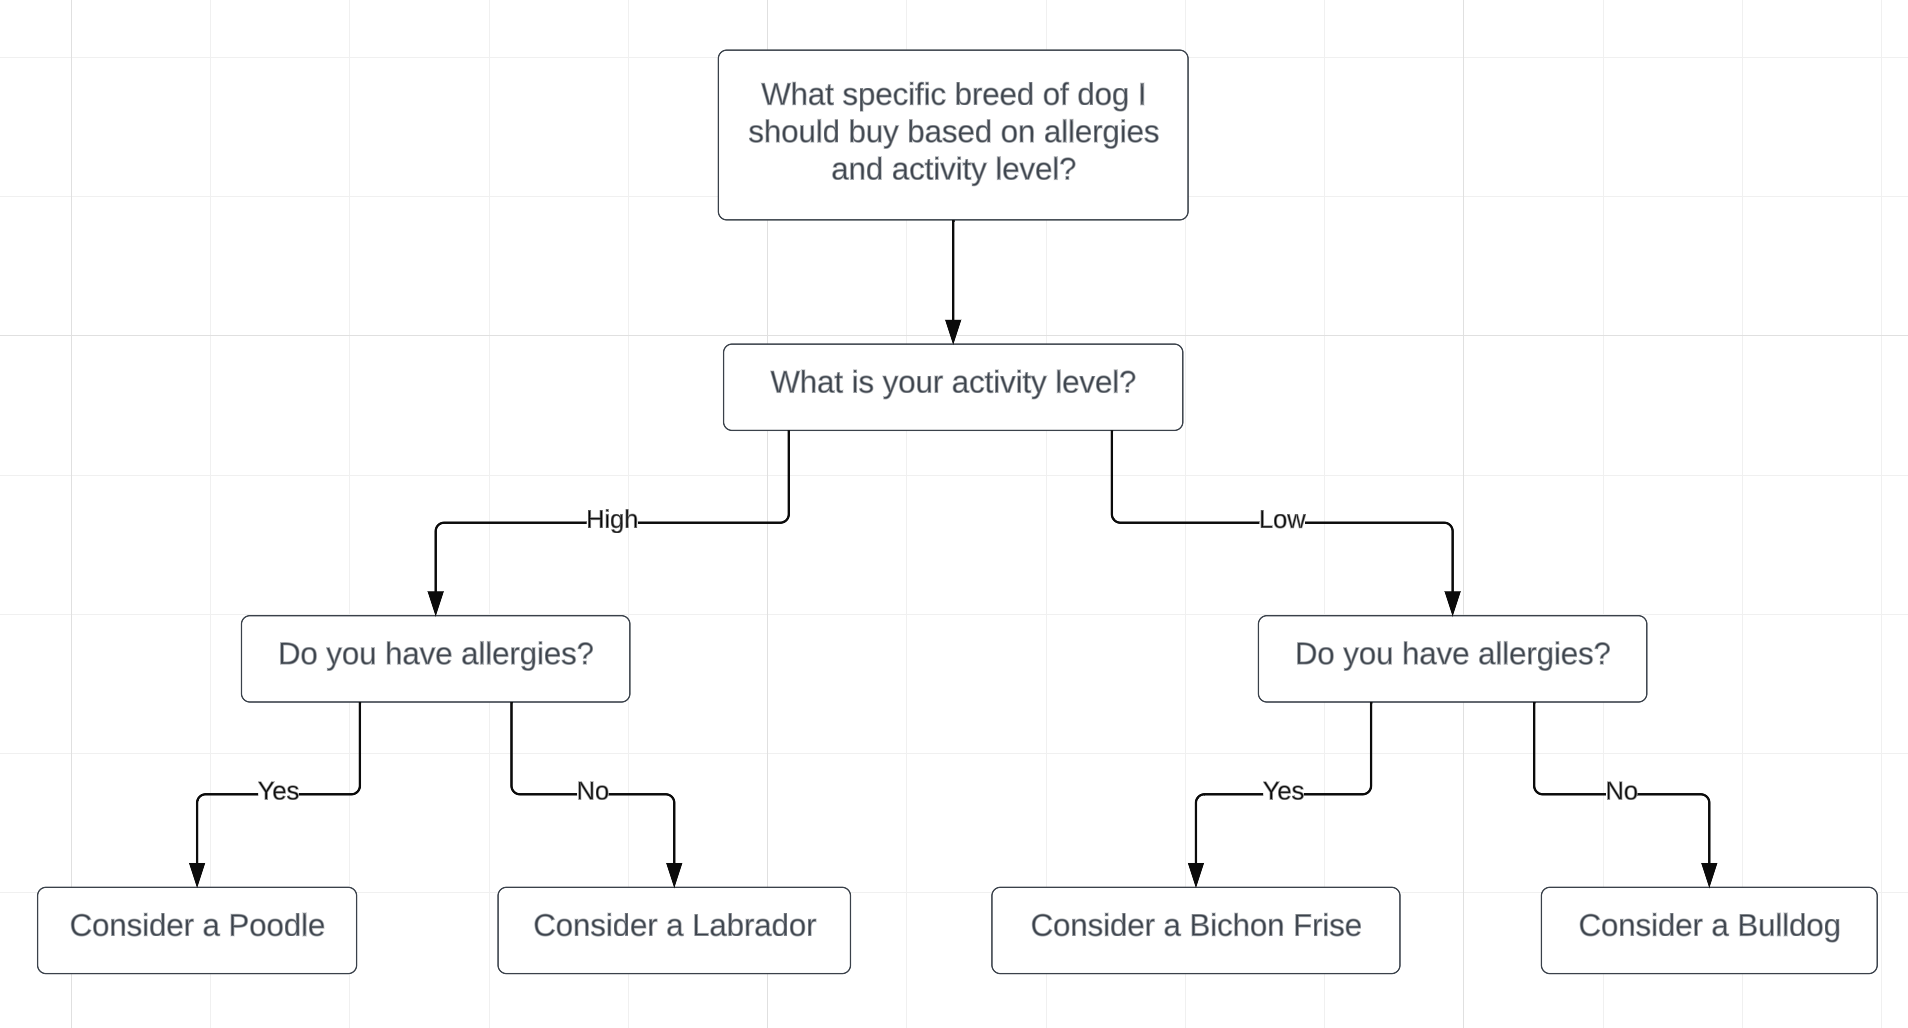 What specific breed of dog I
should buy based on allergies
and activity level?
What is your activity level?
High
Low
Do you have allergies?
Do you have allergies?
Yes
No
Yes
No
Consider a Poodle
Consider a Labrador
Consider a Bichon Frise
Consider a Bulldog